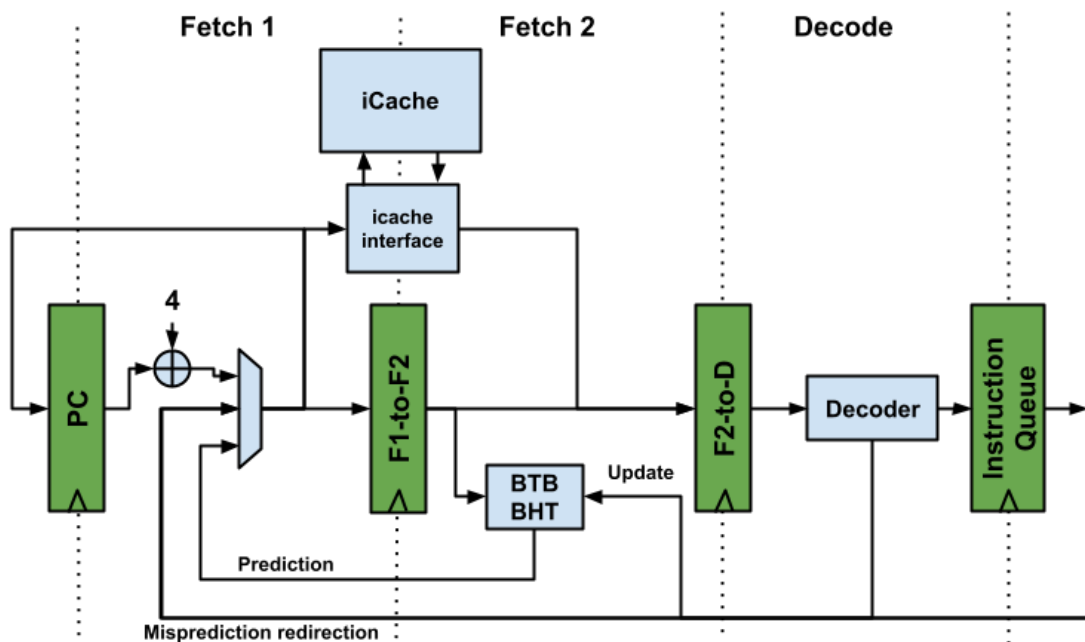 Fetch 1
Fetch 2
Decode
iCache
icache
interface
4
PC
F1-to-F2
F2-to-D
Decoder
Instruction
Queue
BTB
BHT
Update
Prediction
Misprediction redirection